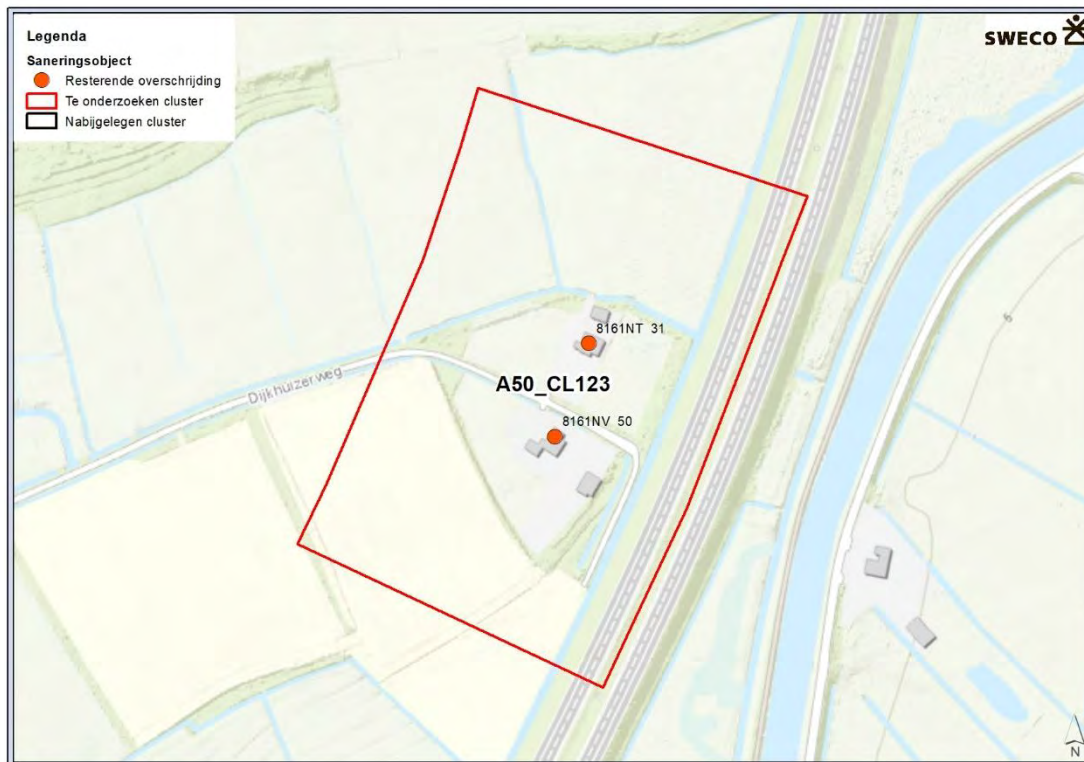 Legenda
Saneringsobject
Resterende overschrijding
Te onderzoeken cluster
Nabijgelegen cluster
SWECO
8161NT 31
A50_CL123
Dijkhuizerweg
8161NV 50
N